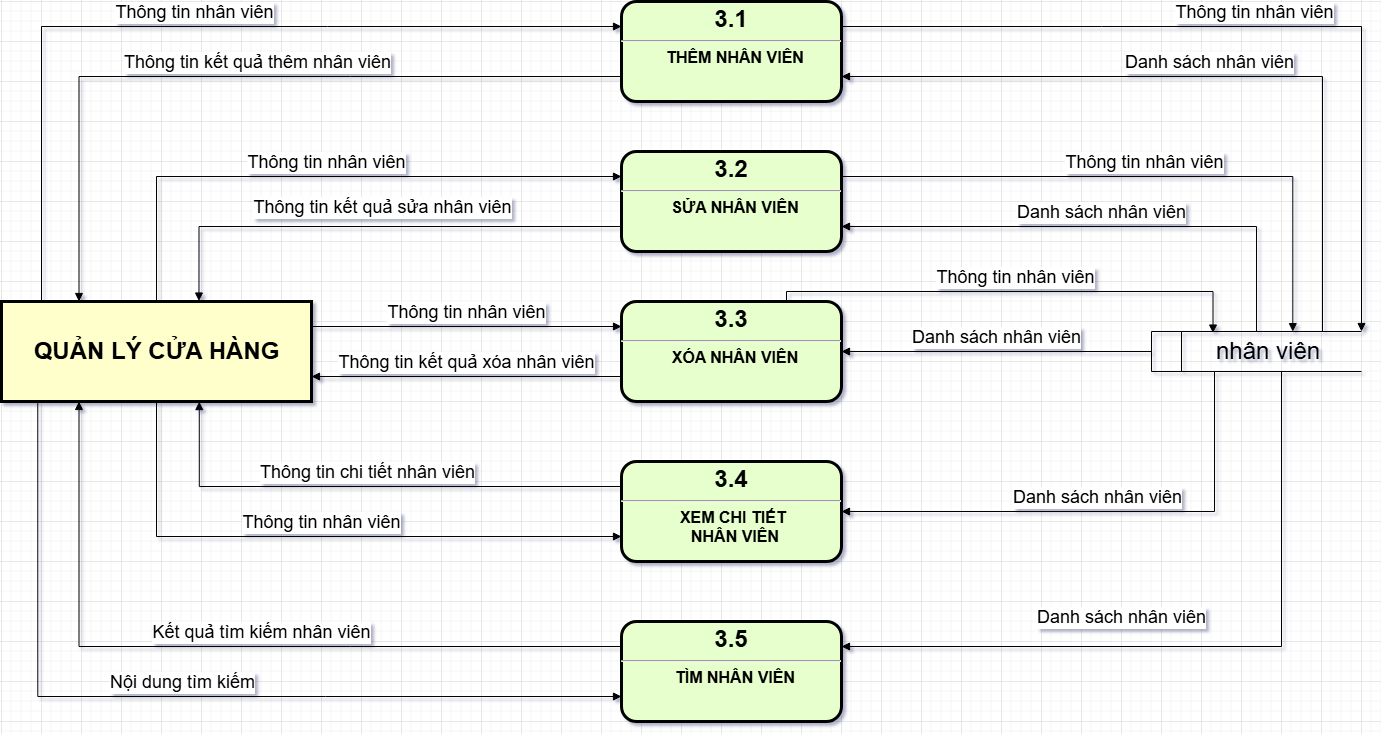 Thông tin nhân viên
3.1
Thông tin nhân viên
THÊM NHÂN VIÊN
Thông tin kết quả thêm nhân viên
Danh sách nhân viên
Thông tin nhân viên
3.2
Thông tin nhân viên
Thông tin kết quả sửa nhân viên
SỬA NHÂN VIÊN
Danh sách nhân viên
Thông tin nhân viên
Thông tin nhân viên
3.3
Danh sách nhân viên
QUẢN LÝ CỬA HÀNG
nhân viên
Thông tin kết quả xóa nhân viên
XÓA NHÂN VIÊN
Thông tin chi tiết nhân viên
3.4
Danh sách nhân viên
Thông tin nhân viên
XEM CHI TIẾT
NHÂN VIÊN
Danh sách nhân viên
Kết quả tìm kiếm nhân viên
3.5
TÌM NHÂN VIÊN
Nội dung tìm kiếm